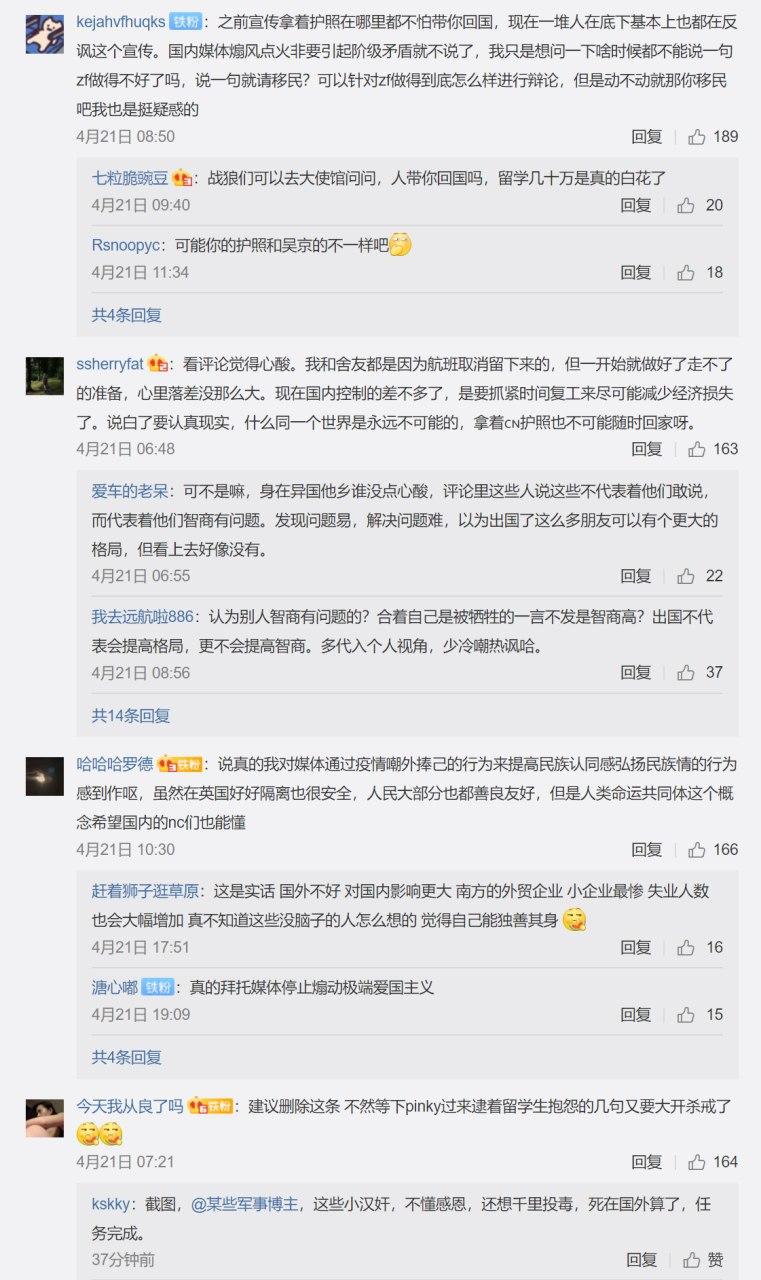 kejahvfhuqks 铁粉：之前宣传拿着护照在哪里都不怕带你回国，现在一堆人在底下基本上也都在反
讽这个宣传。国内媒体煽风点火非要引起阶级矛盾就不说了，我只是想问一下啥时候都不能说一句
zf做得不好了吗，说一句就请移民？可以针对zf做得到底怎么样进行辩论，但是动不动就那你移民
吧我也是挺疑惑的
4月21日 08:50 回复 189
七粒脆豌豆：战狼们可以去大使馆问问，人带你回国吗，留学几十万是真的白花了
4月21日 09:40 回复 20
Rsnoopyc：可能你的护照和吴京的不一样吧
4月21日 11:34 回复 18
共4条回复
ssherryfat：看评论觉得心酸。我和舍友都是因为航班取消留下来的，但一开始就做好了走不了
的准备，心里落差没那么大。现在国内控制的差不多了，是要抓紧时间复工来尽可能减少经济损失
了。说白了要认真现实，什么同一个世界是永远不可能的，拿着CN护照也不可能随时回家呀。
4月21日 06:48 回复 163
爱车的老呆：可不是嘛，身在异国他乡谁没点心酸，评论里这些人说这些不代表着他们敢说，
而代表着他们智商有问题。发现问题易，解决问题难，以为出国了这么多朋友可以有个更大的
格局，但看上去好像没有。
4月21日 06:55 回复 22
我去远航啦886：认为别人智商有问题的？合着自己是被牺牲的一言不发是智商高？出国不代
表会提高格局，更不会提高智商。多代入个人视角，少冷嘲热讽哈。
4月21日 08:56 回复 37
共14条回复
哈哈哈罗德 铁粉：说真的我对媒体通过疫情嘲外捧己的行为来提高民族认同感弘扬民族情的行为
感到作呕，虽然在英国好好隔离也很安全，人民大部分也都善良友好，但是人类命运共同体这个概
念希望国内的nc们也能懂
4月21日 10:30 回复 166
赶着狮子逛草原：这是实话 国外不好 对国内影响更大 南方的外贸企业 小企业最惨 失业人数
也会大幅增加 真不知道这些没脑子的人怎么想的 觉得自己能独善其身
4月21日 17:51 回复 16
溏心嘟 铁粉：真的拜托媒体停止煽动极端爱国主义
4月21日 19:09 回复 15
共4条回复
今天我从良了吗 铁粉：建议删除这条 不然等下pinky过来逮着留学生抱怨的几句又要大开杀戒了
4月21日 07:21 回复 164
kskky：截图，@某些军事博主，这些小汉奸，不懂感恩，还想千里投毒，死在国外算了，任
务完成。
37分钟前 回复 赞